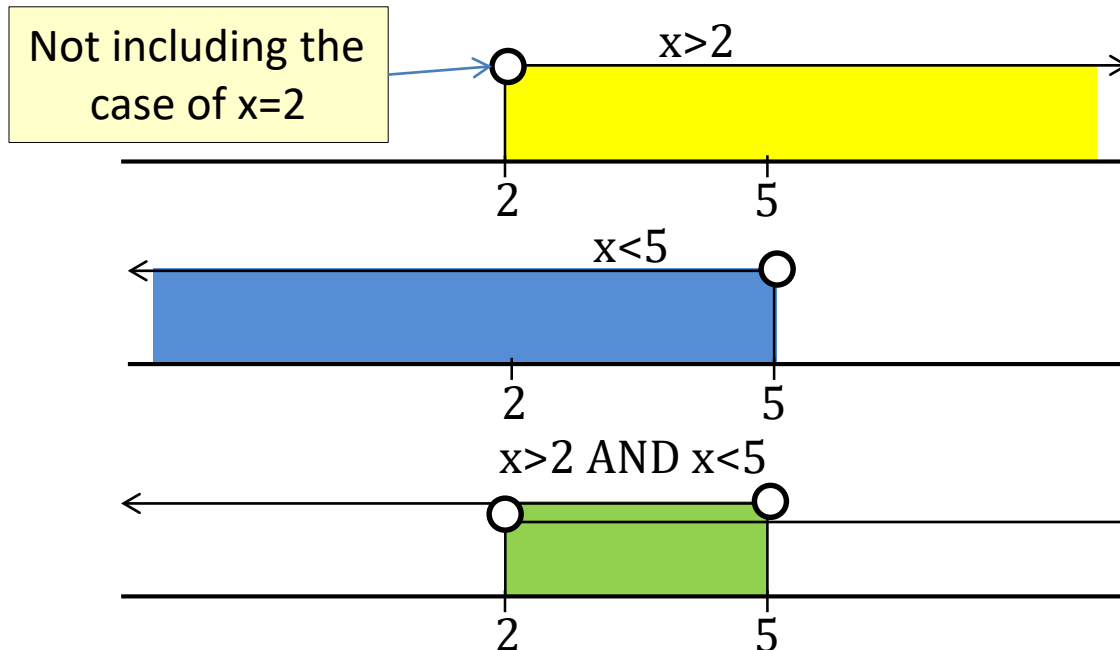 Not including the
case of x=2
x>2
2 5
x<5
2 5
x>2 AND x<5
2 5